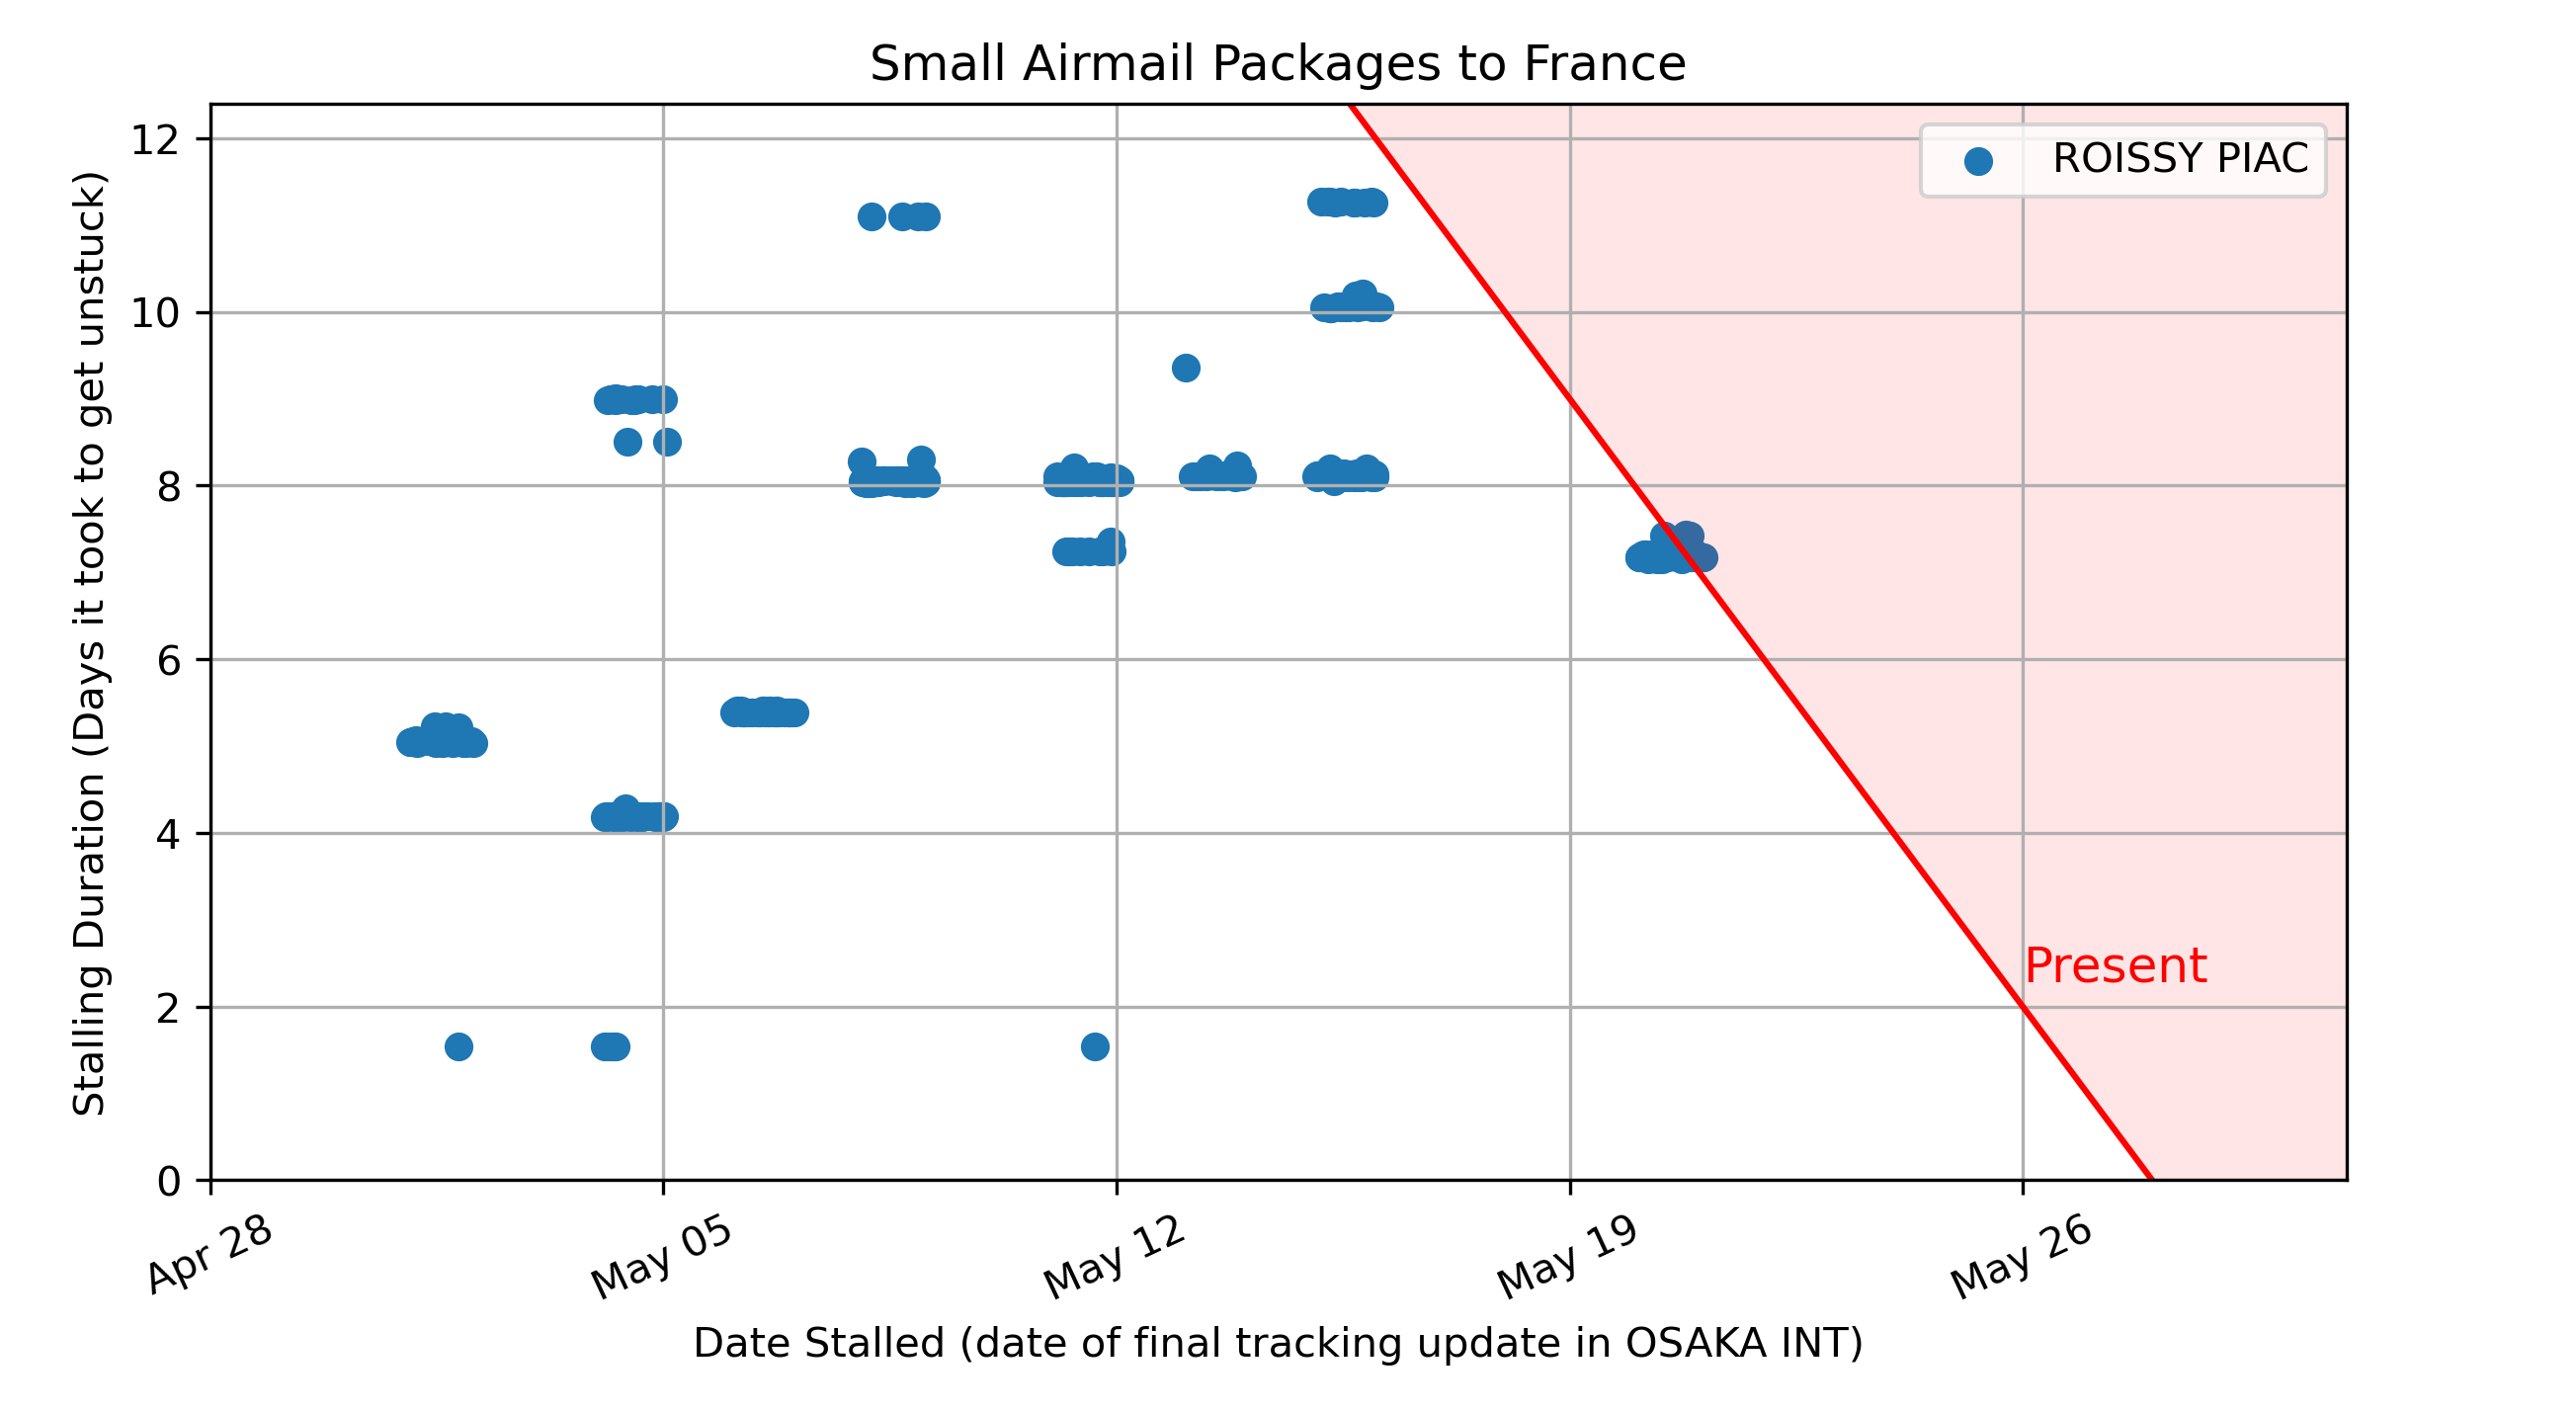 Small Airmail Packages to France
Stalling Duration (Days it took to get unstuck)
12
10
8
6
4
2
0
ROISSY PIAC
Present
Apr 28
May 05
May 12
May 19
May 26
Date Stalled (date of final tracking update in OSAKA INT)